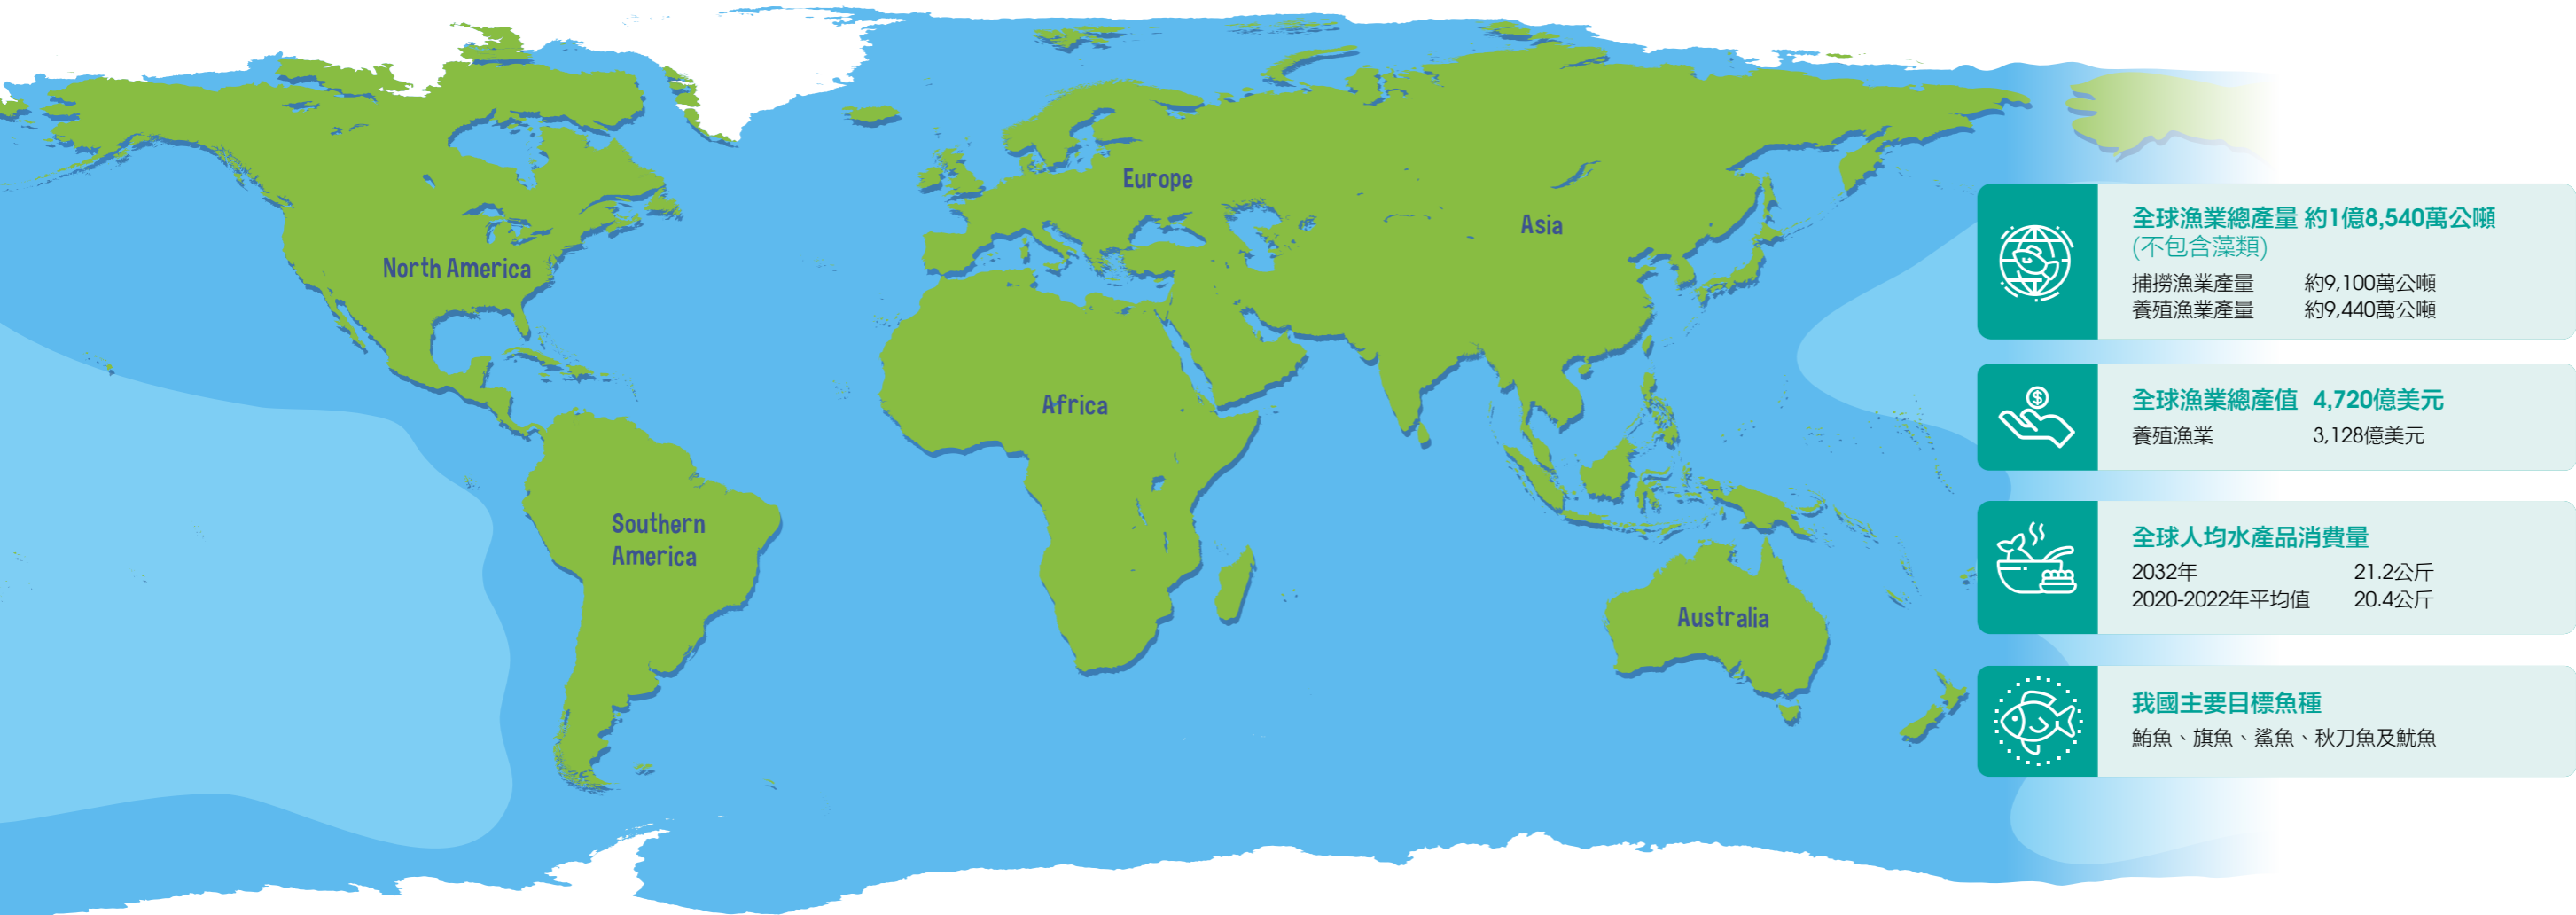 North America
Southern
America
Europe
Africa
Asia
Australia
全球漁業總產量 約1億8,540萬公噸
(不包含藻類)
捕撈漁業產量 約9,100萬公噸
養殖漁業產量 約9,440萬公噸
全球漁業總產值 4,720億美元
養殖漁業 3,128億美元
全球人均水產品消費量
2032年 21.2公斤
2020-2022年平均值 20.4公斤
我國主要目標魚種
鮪魚、旗魚、鯊魚、秋刀魚及魷魚